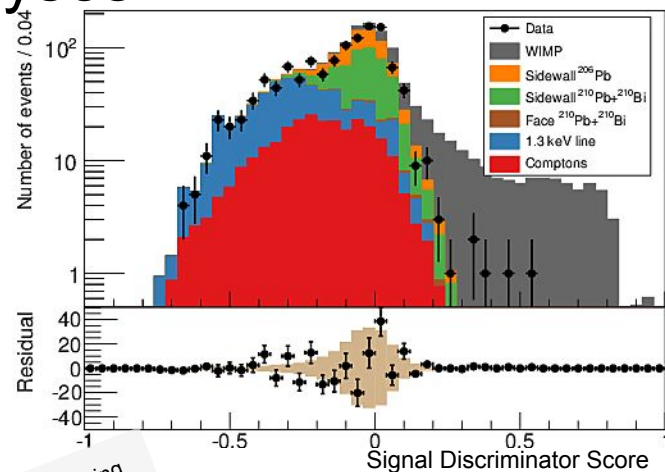 Number of events / 0.04
10²
10
1
Data
WIMP
Sidewall ²⁰⁶Pb
Sidewall ²¹⁰Pb+²¹⁰Bi
Face ²¹⁰Pb+²¹⁰Bi
1.3 keV line
Comptons
Residual
40
20
0
-20
-40
-1
-0.5
0
0.5
Signal Discriminator Score